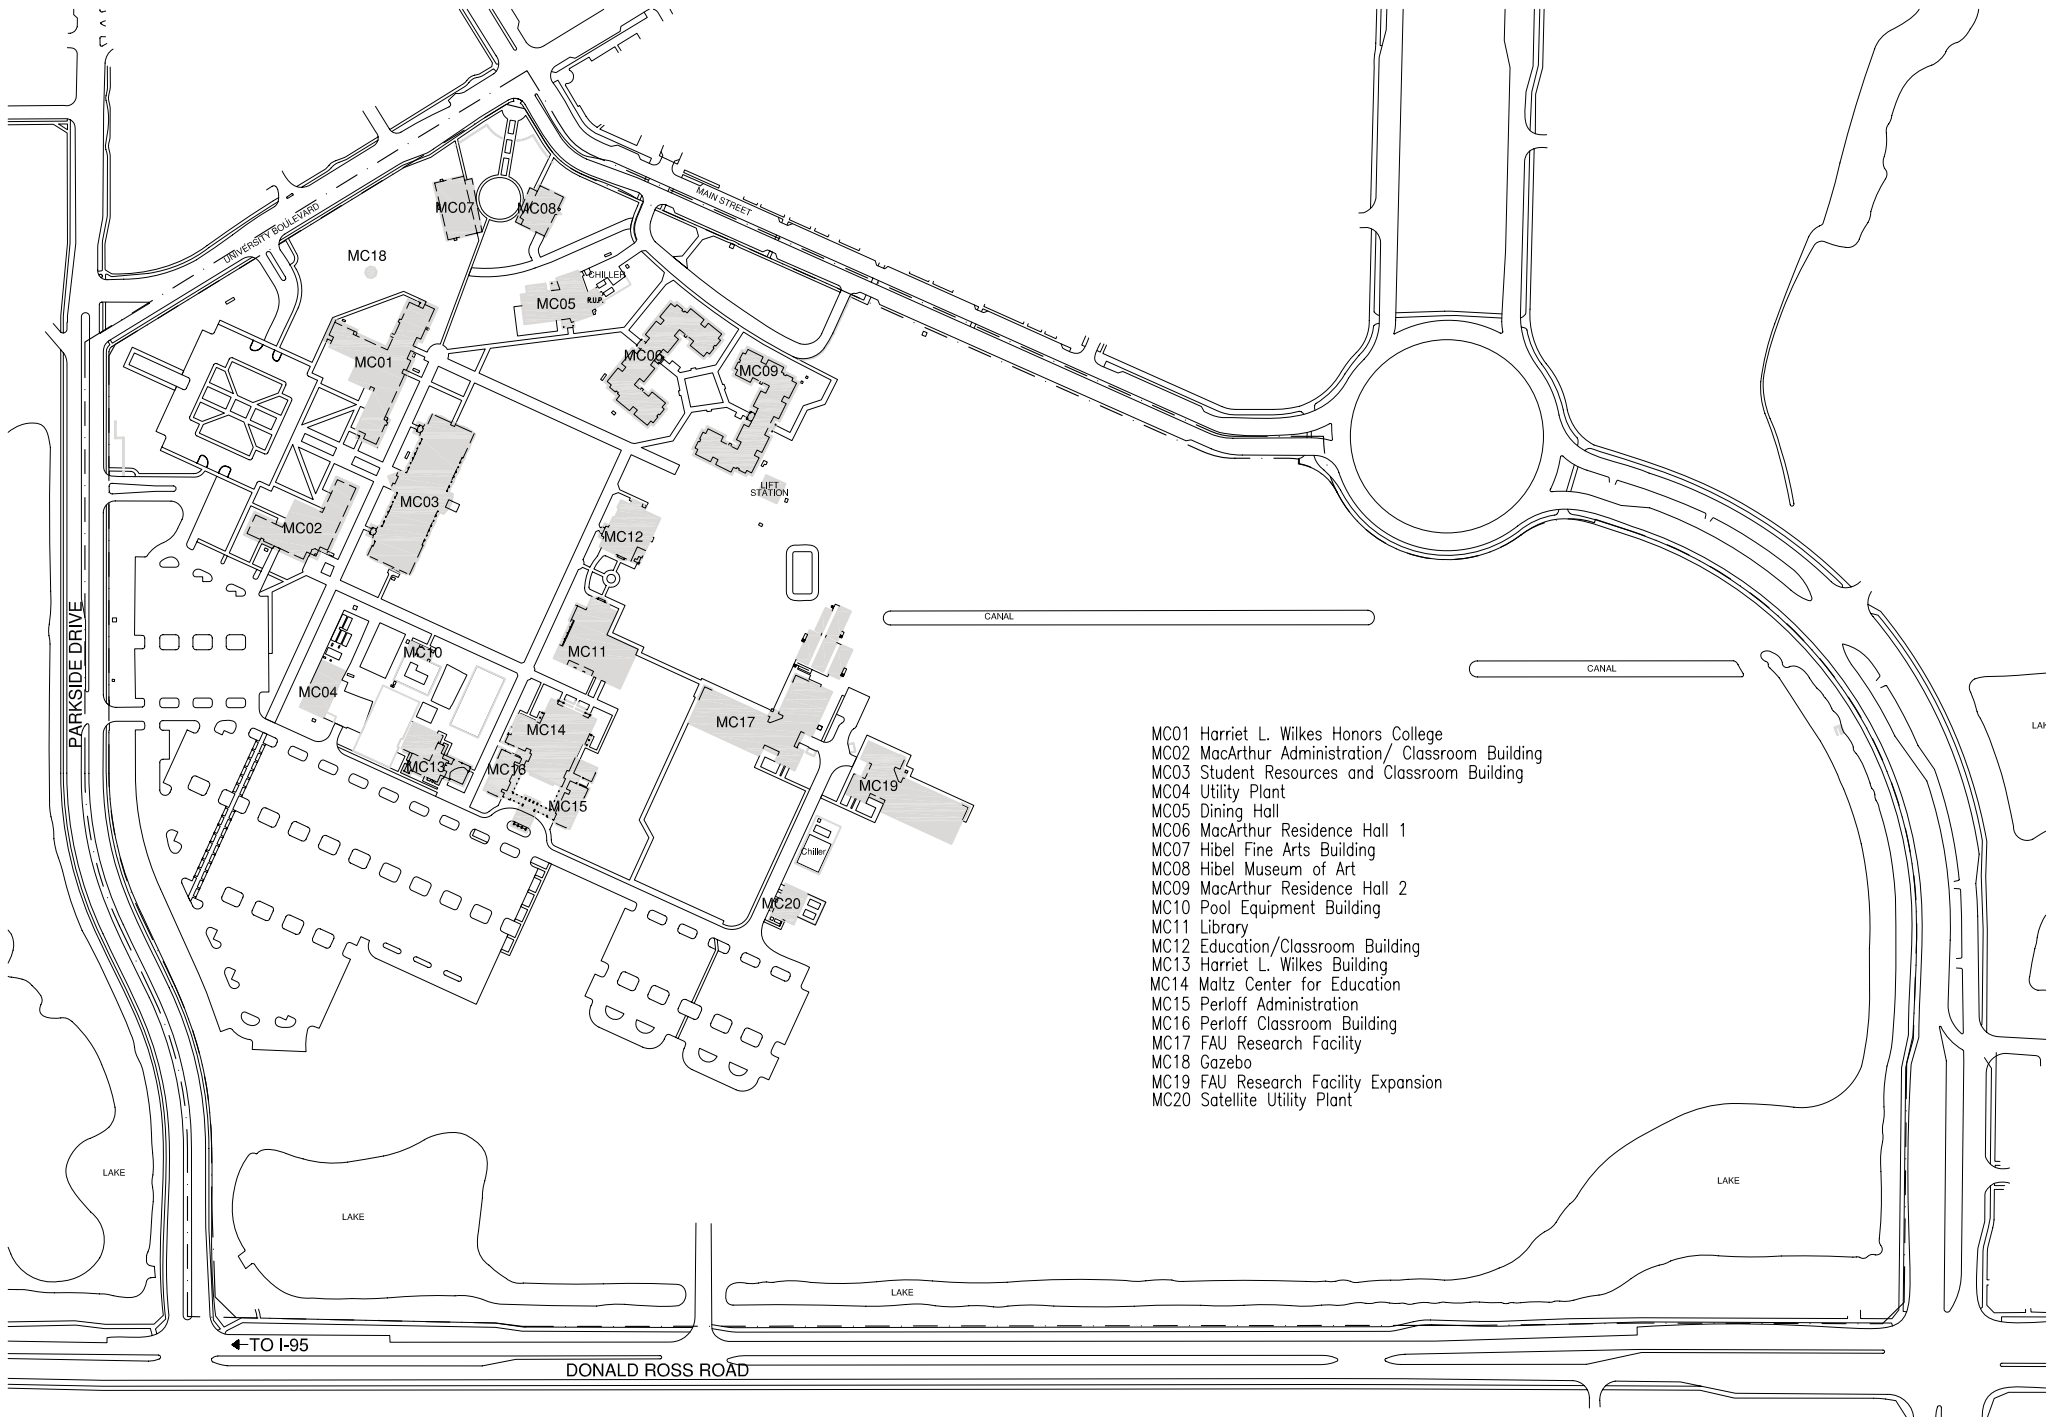 MAIN STREET
UNIVERSITY BOULEVARD
MC07
MC08
MC18
CHILLER
MC05
R.U.P.
MC06
MC01
MC09
LIFT
STATION
MC03
MC02
MC12
PARKSIDE DRIVE
CANAL
CANAL
MC10
MC11
MC04
MC17
MC14
MC13
MC16
MC15
MC19
Chiller
MC20
MC01 Harriet L. Wilkes Honors College
MC02 MacArthur Administration/ Classroom Building
MC03 Student Resources and Classroom Building
MC04 Utility Plant
MC05 Dining Hall
MC06 MacArthur Residence Hall 1
MC07 Hibel Fine Arts Building
MC08 Hibel Museum of Art
MC09 MacArthur Residence Hall 2
MC10 Pool Equipment Building
MC11 Library
MC12 Education/Classroom Building
MC13 Harriet L. Wilkes Building
MC14 Maltz Center for Education
MC15 Perloff Administration
MC16 Perloff Classroom Building
MC17 FAU Research Facility
MC18 Gazebo
MC19 FAU Research Facility Expansion
MC20 Satellite Utility Plant
LAKE
LAKE
LAKE
LAKE
TO I-95
DONALD ROSS ROAD